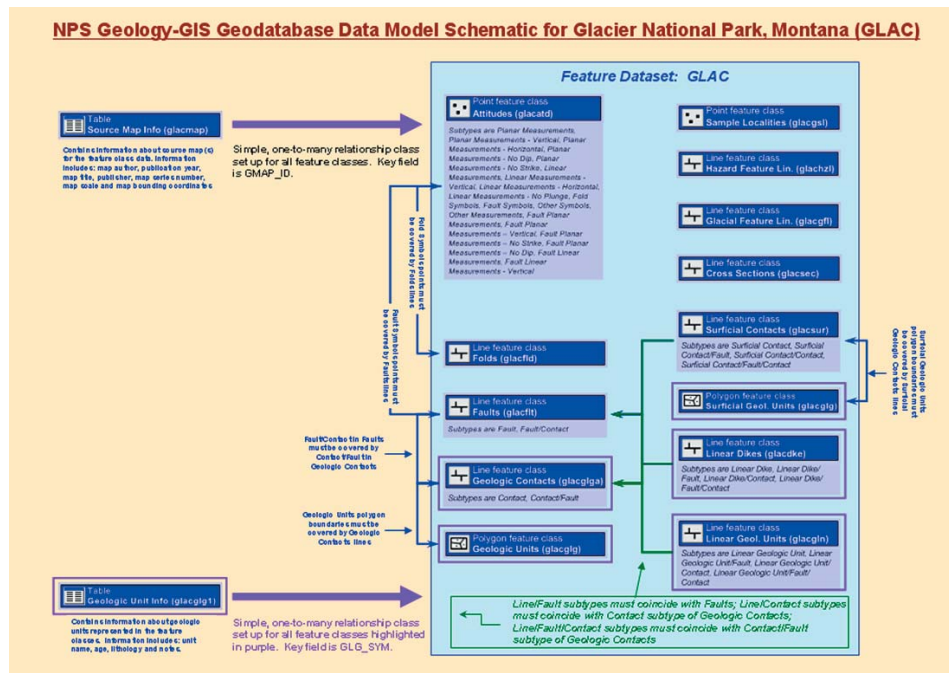 NPS Geology-GIS Geodatabase Data Model Schematic for Glacier National Park, Montana (GLAC)
Feature Dataset: GLAC
Table
Source Map Info (glacmap)
Contains information about source map(s)
for the feature class data. Information
includes: map author, publication year,
map title, publisher, map series number,
map scale and map bounding coordinates
Simple, one-to-many relationship class
set up for all feature classes. Key field
is GMAP_ID.
Point feature class
Attitudes (glacatd)
Subtypes are Planar Measurements,
Planar Measurements - Vertical, Planar
Measurements - Horizontal, Planar
Measurements - No Dip, Planar
Measurements - No Strike, Linear
Measurements, Linear Measurements -
Vertical, Linear Measurements - Horizontal,
Linear Measurements - No Plunge, Fold
Symbols, Fault Symbols, Other Symbols,
Other Measurements, Fault Planar
Measurements, Fault Planar
Measurements – Vertical, Fault Planar
Measurements – No Strike, Fault Planar
Measurements – No Dip, Fault Linear
Measurements, Fault Linear
Measurements - Vertical
Point feature class
Sample Localities (glacgsl)
Line feature class
Hazard Feature Lin. (glachzl)
Line feature class
Glacial Feature Lin. (glacgfl)
Line feature class
Cross Sections (glacsec)
Fold Symbols points must
be covered by Folds lines
Fault Symbols points must
be covered by Faults lines
Line feature class
Folds (glacfld)
Line feature class
Faults (glacflt)
Subtypes are Fault, Fault/Contact
Line feature class
Surficial Contacts (glacsur)
Subtypes are Surficial Contact, Surficial
Contact/Fault, Surficial Contact/Contact,
Surficial Contact/Fault/Contact
Polygon feature class
Surficial Geol. Units (glacglg)
Surficial Geologic Units
polygon boundaries must
be covered by Surficial
Geologic Contacts lines
Fault/Contact in Faults
must be covered by
Contact/Fault in
Geologic Contacts
Line feature class
Geologic Contacts (glacglga)
Subtypes are Contact, Contact/Fault
Line feature class
Linear Dikes (glacdke)
Subtypes are Linear Dike, Linear Dike/
Fault, Linear Dike/Contact, Linear Dike/
Fault/Contact
Geologic Units polygon
boundaries must be
covered by Geologic
Contacts lines
Polygon feature class
Geologic Units (glacglg)
Line feature class
Linear Geol. Units (glacgln)
Subtypes are Linear Geologic Unit, Linear
Geologic Unit/Fault, Linear Geologic Unit/
Contact, Linear Geologic Unit/Fault/
Contact
Table
Geologic Unit Info (glacglg1)
Contains information about geologic
units represented in the feature
classes. Information includes: unit
name, age, lithology and notes.
Simple, one-to-many relationship class
set up for all feature classes highlighted
in purple. Key field is GLG_SYM.
Line/Fault subtypes must coincide with Faults; Line/Contact subtypes
must coincide with Contact subtype of Geologic Contacts;
Line/Fault/Contact subtypes must coincide with Contact/Fault
subtype of Geologic Contacts